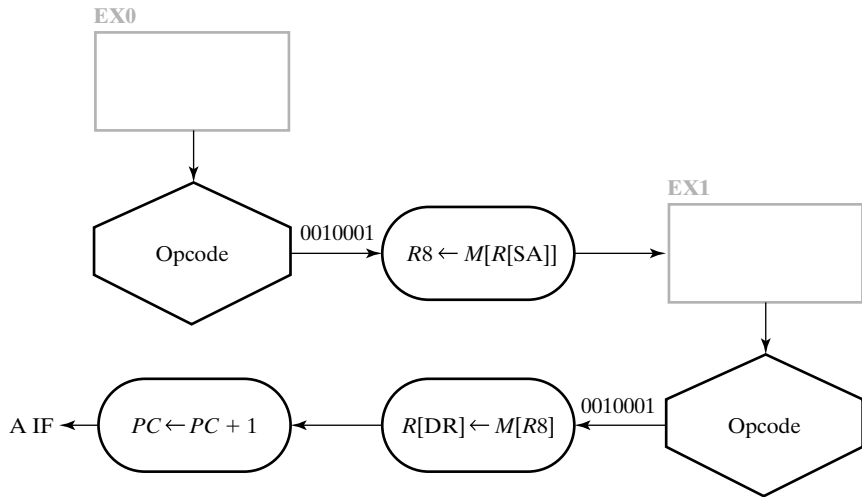 EX0
Opcode
0010001
R8 ← M[R[SA]]
EX1
Opcode
0010001
R[DR] ← M[R8]
PC ← PC + 1
A IF